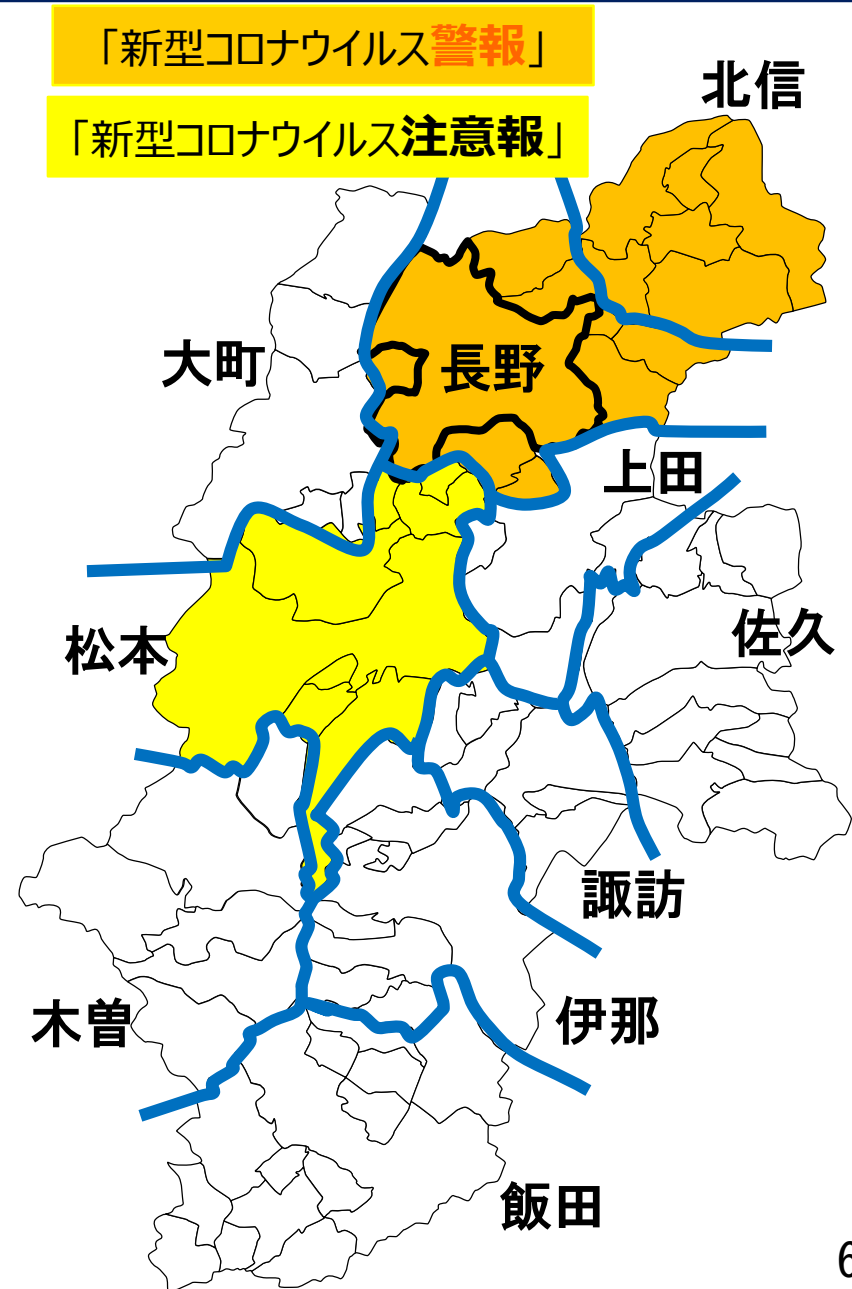 「新型コロナウイルス警報」
「新型コロナウイルス注意報」
北信
大町
長野
上田
松本
佐久
諏訪
木曽
伊那
飯田
6